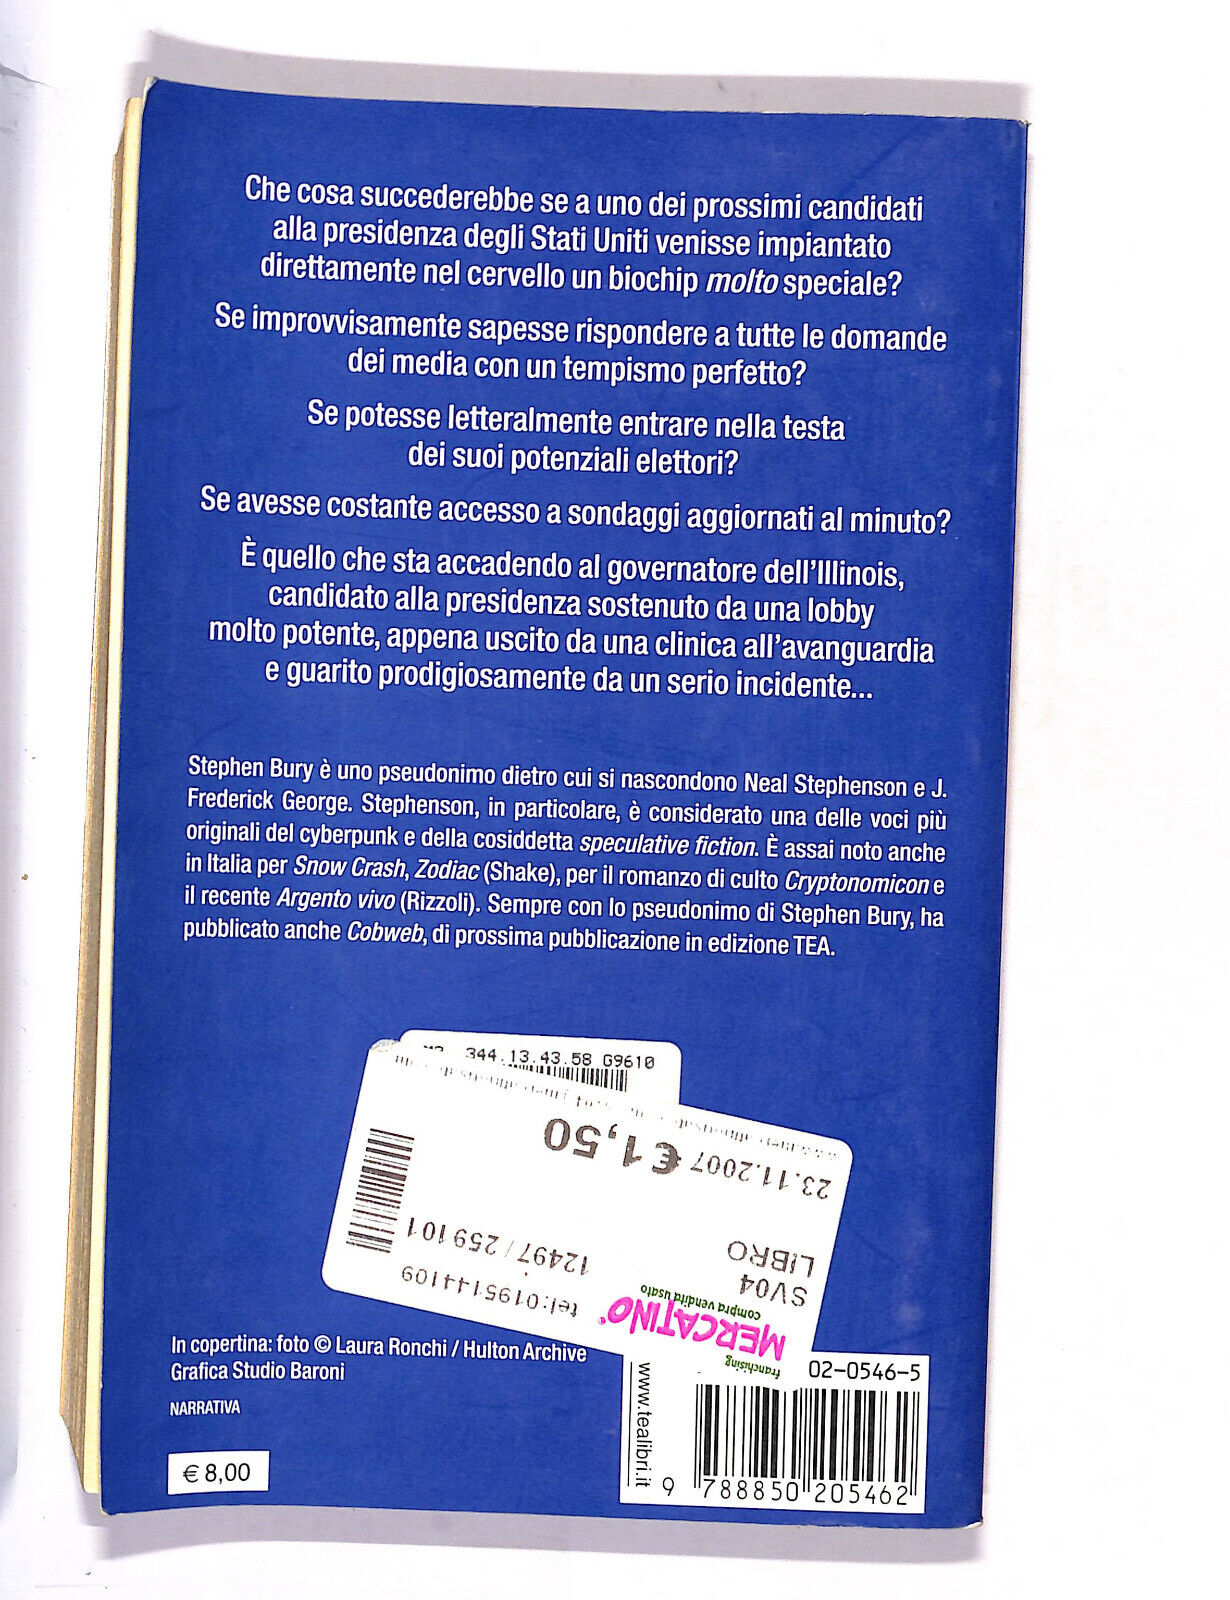 Che cosa succederebbe se a uno dei prossimi candidati
alla presidenza degli Stati Uniti venisse impiantato
direttamente nel cervello un biochip molto speciale?
Se improvvisamente sapesse rispondere a tutte le domande
dei media con un tempismo perfetto?
Se potesse letteralmente entrare nella testa
dei suoi potenziali elettori?
Se avesse costante accesso a sondaggi aggiornati al minuto?
È quello che sta accadendo al governatore dell'Illinois,
candidato alla presidenza sostenuto da una lobby
molto potente, appena uscito da una clinica all'avanguardia
e guarito prodigiosamente da un serio incidente...
Stephen Bury è uno pseudonimo dietro cui si nascondono Neal Stephenson e J.
Frederick George. Stephenson, in particolare, è considerato una delle voci più
originali del cyberpunk e della cosiddetta speculative fiction. È assai noto anche
in Italia per Snow Crash, Zodiac (Shake), per il romanzo di culto Cryptonomicon e
il recente Argento vivo (Rizzoli). Sempre con lo pseudonimo di Stephen Bury, ha
pubblicato anche Cobweb, di prossima pubblicazione in edizione TEA.
344.13.43.58 G9610
franchising
MERCATINO®
compra vendita usato
tel:0195144109
SV04
LIBRO
12497 / 259101
23.11.2007 €1,50
In copertina: foto © Laura Ronchi / Hulton Archive
Grafica Studio Baroni
NARRATIVA
€ 8,00
www.tealibri.it
02-0546-5
9 788850 205462